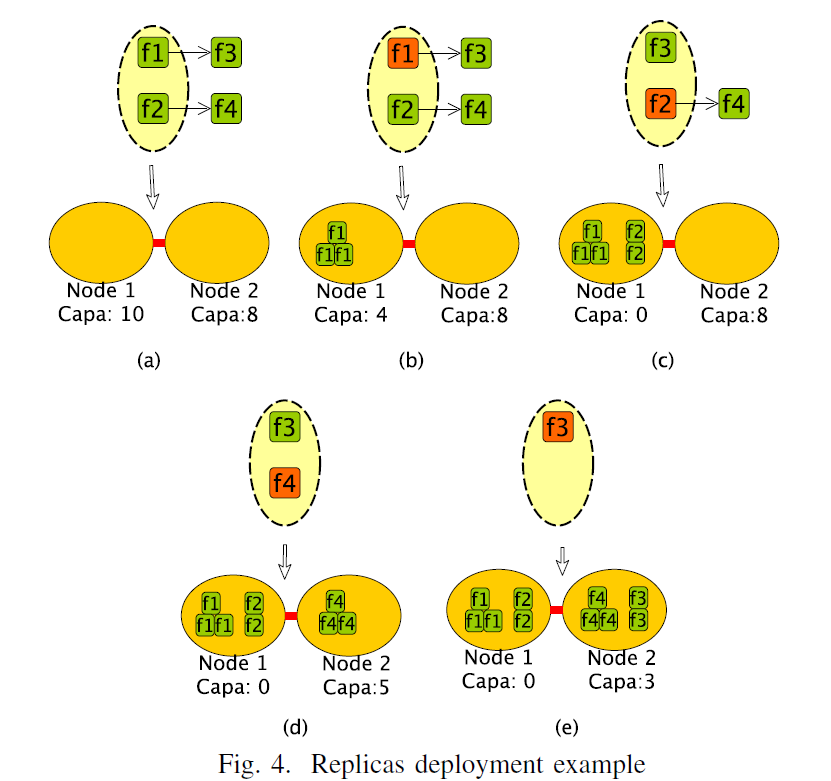 f1 f3
f2 f4
Node 1 Node 2
Capa: 10 Capa:8
(a)
f1 f3
f2 f4
f1
f1 f1
Node 1 Node 2
Capa: 4 Capa:8
(b)
f3
f2 f4
f1 f2
f1 f1 f2
Node 1 Node 2
Capa: 0 Capa:8
(c)
f3
f4
f1 f2 f4
f1 f1 f2 f4 f4
Node 1 Node 2
Capa: 0 Capa:5
(d)
f3
f1 f2 f4 f3
f1 f1 f2 f4 f4 f3
Node 1 Node 2
Capa: 0 Capa:3
(e)
Fig. 4. Replicas deployment example